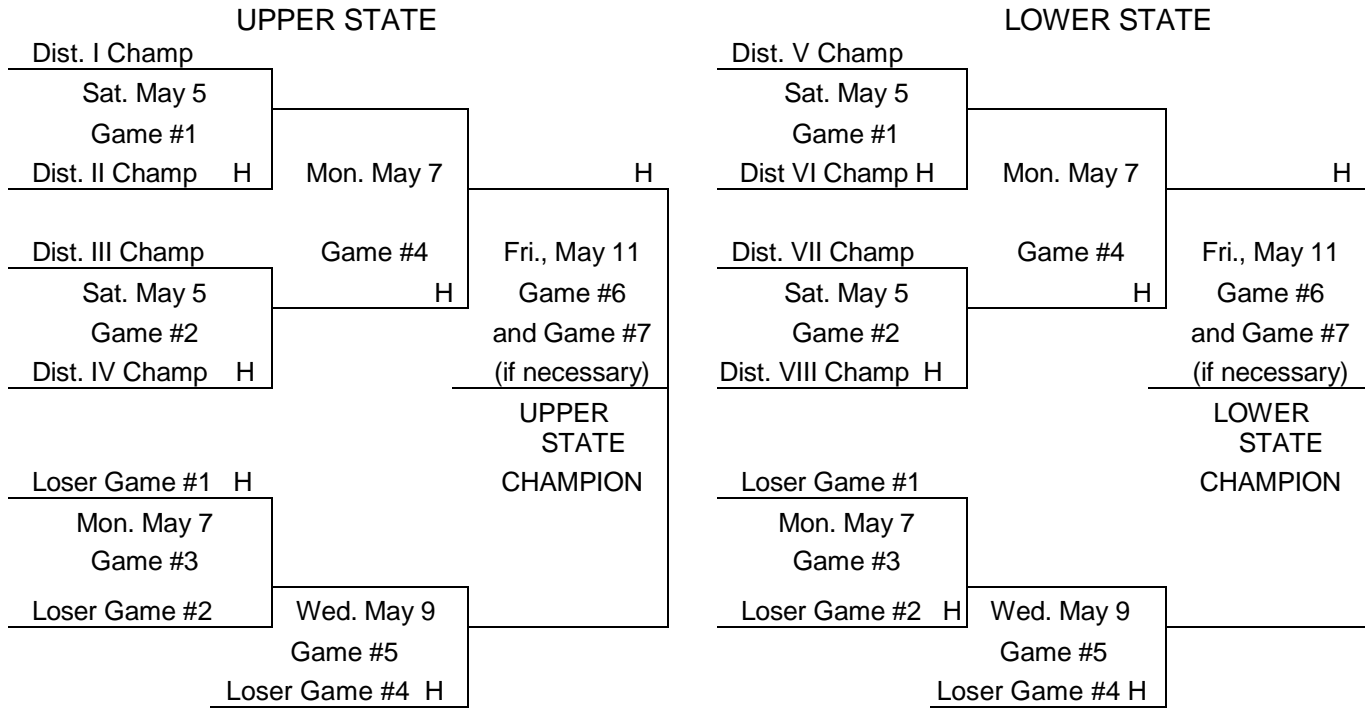 UPPER STATE
Dist. I Champ
Sat. May 5
Game #1
Dist. II Champ H
Mon. May 7
H
Dist. III Champ
Game #4
Fri., May 11
Sat. May 5
H
Game #6
Game #2
and Game #7
Dist. IV Champ H
(if necessary)
UPPER
STATE
CHAMPION
Loser Game #1 H
Mon. May 7
Game #3
Loser Game #2
Wed. May 9
Game #5
Loser Game #4 H
LOWER STATE
Dist. V Champ
Sat. May 5
Game #1
Dist VI Champ H
Mon. May 7
H
Dist. VII Champ
Game #4
Fri., May 11
Sat. May 5
H
Game #6
Game #2
and Game #7
Dist. VIII Champ H
(if necessary)
LOWER
STATE
CHAMPION
Loser Game #1
Mon. May 7
Game #3
Loser Game #2 H
Wed. May 9
Game #5
Loser Game #4 H